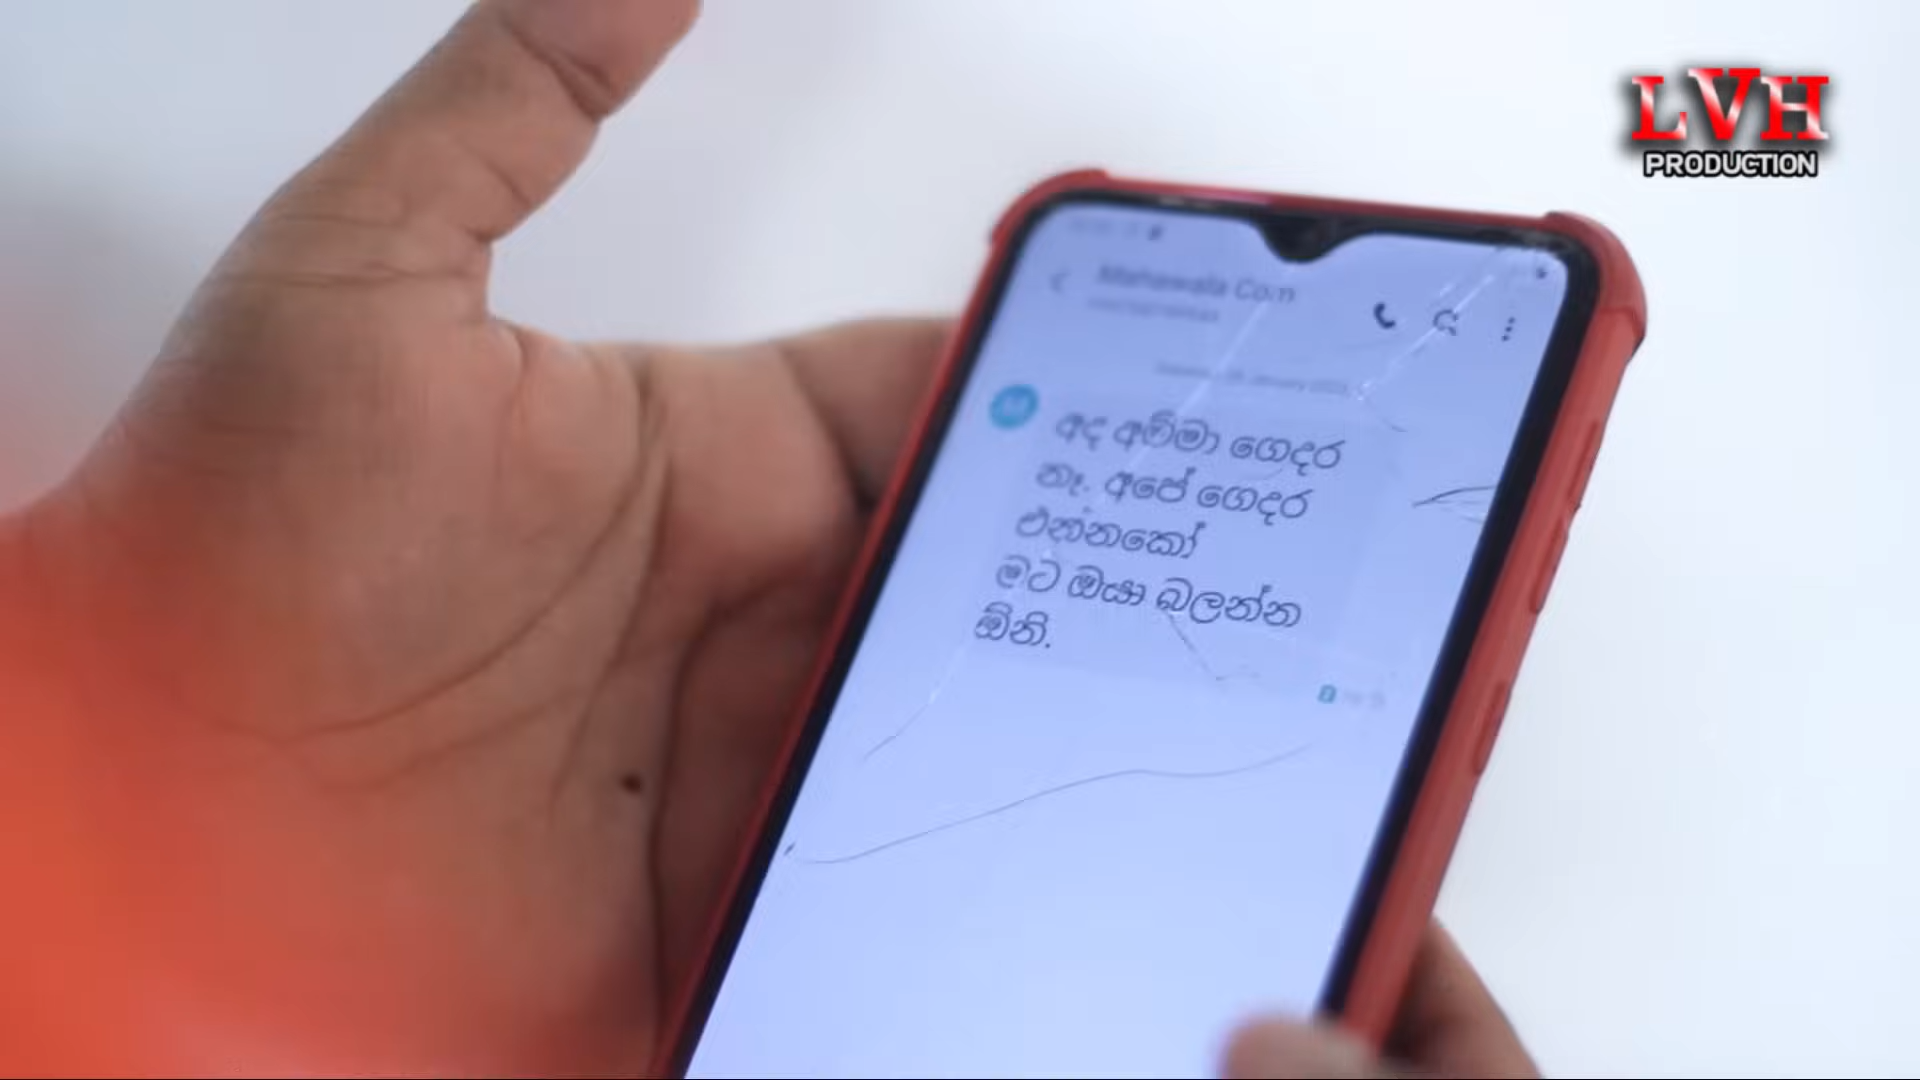 LVH
PRODUCTION
අද අම්මා ගෙදර
නෑ. අපේ ගෙදර
එන්නකෝ
මට ඔයා බලන්න
ඕනි.